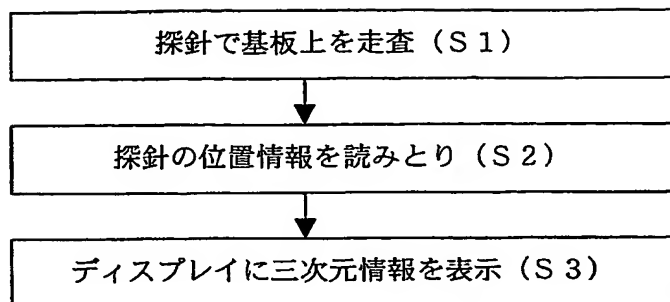 探針で基板上を走査（Ｓ１）
探針の位置情報を読みとり（Ｓ２）
ディスプレイに三次元情報を表示（Ｓ３）